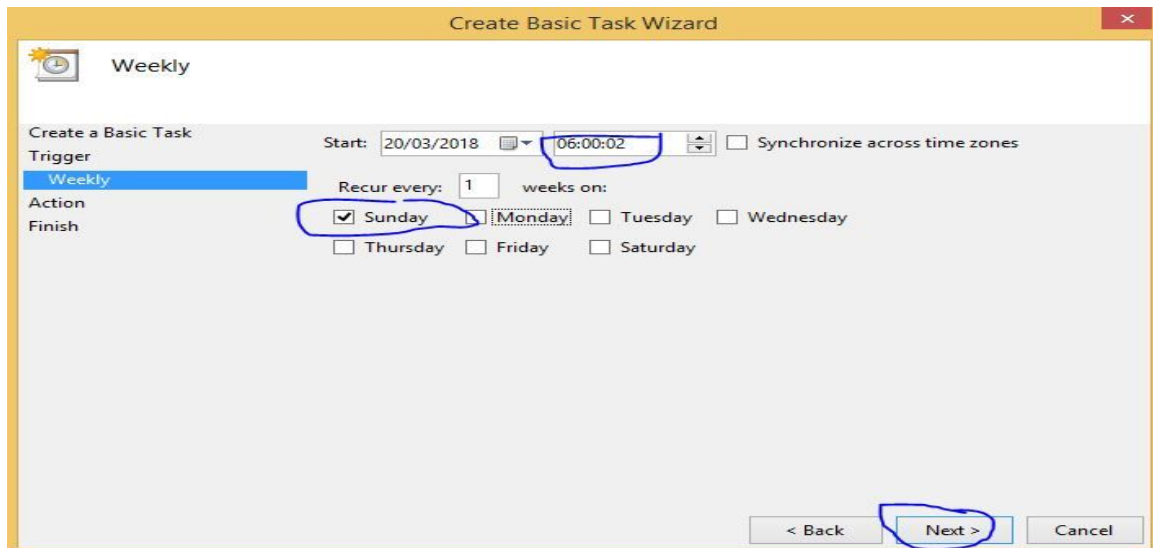 Create Basic Task Wizard
Weekly
Create a Basic Task
Trigger
Weekly
Action
Finish
Start: 20/03/2018 06:00:02 Synchronize across time zones
Recur every: 1 weeks on:
Sunday Monday Tuesday Wednesday
Thursday Friday Saturday
< Back Next > Cancel